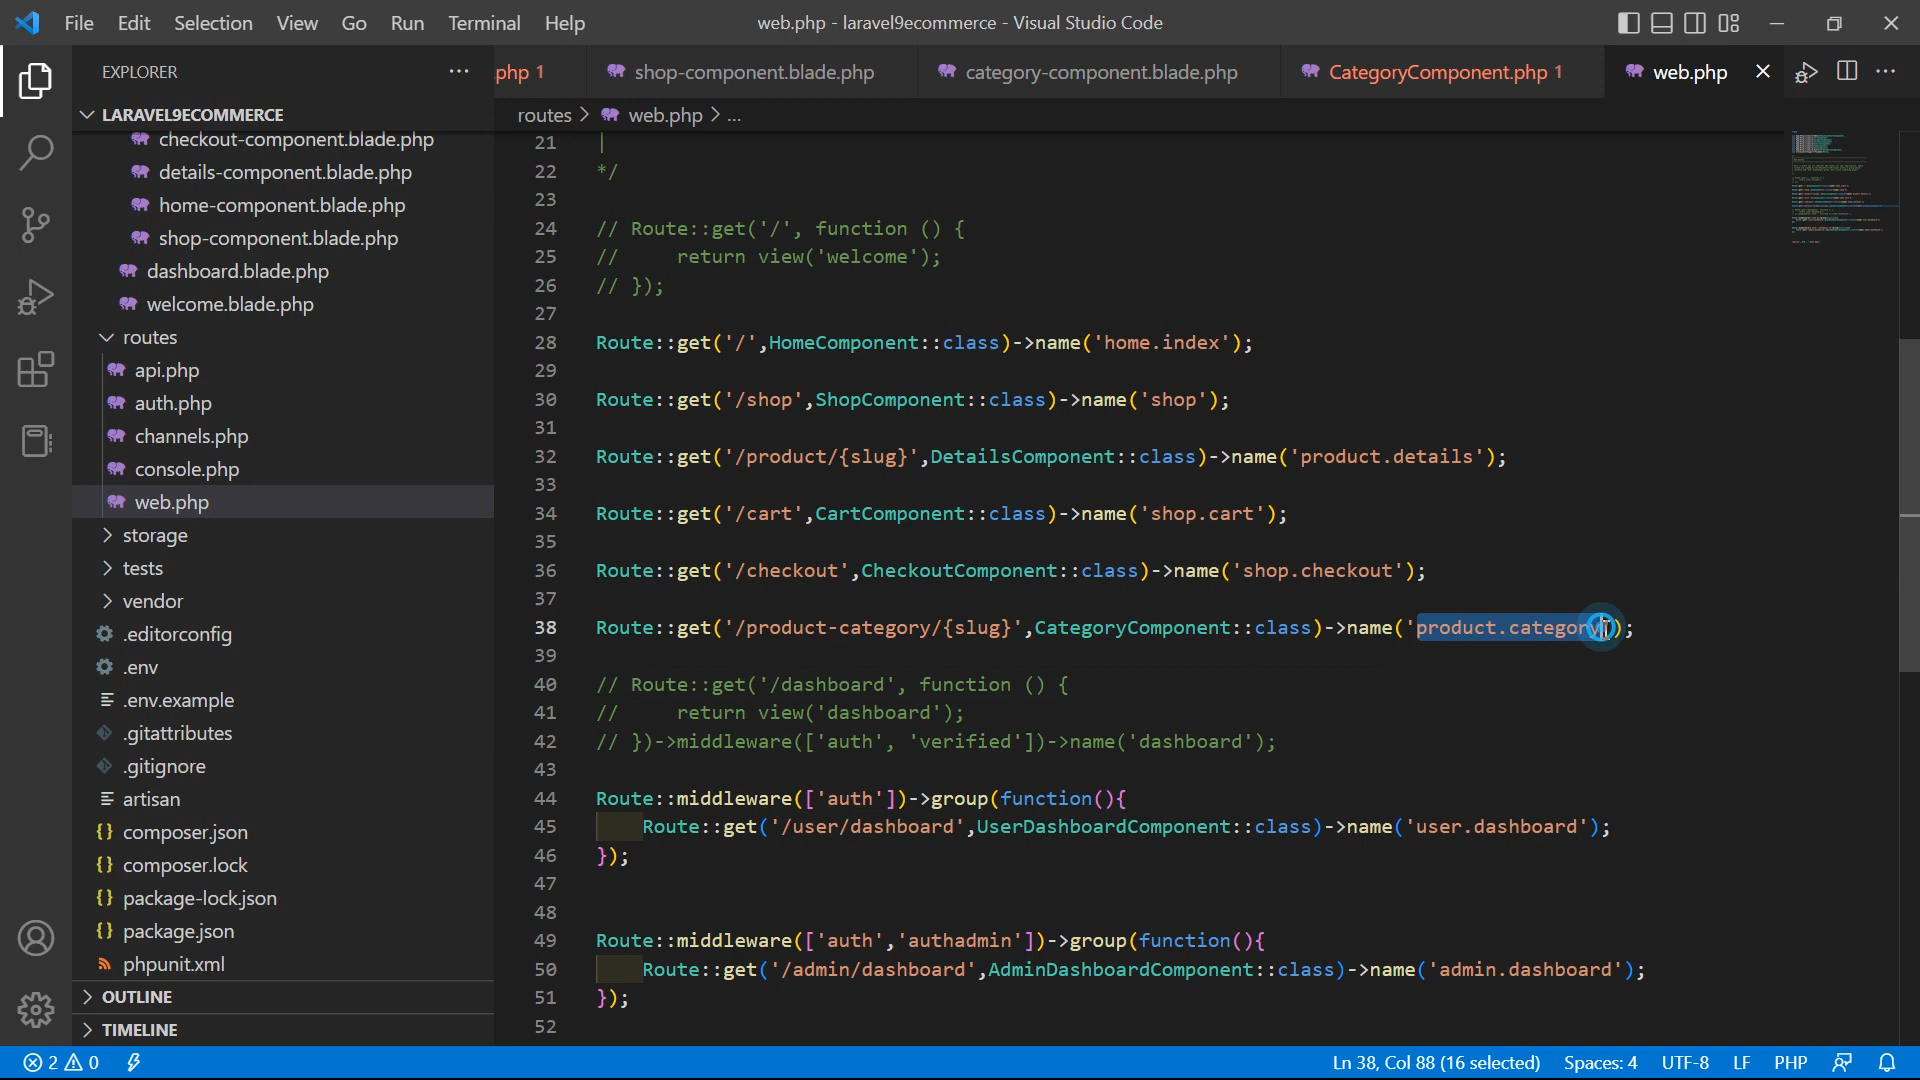 File Edit Selection View Go Run Terminal Help
web.php - laravel9ecommerce - Visual Studio Code
EXPLORER
LARAVEL9ECOMMERCE
checkout-component.blade.php
details-component.blade.php
home-component.blade.php
shop-component.blade.php
dashboard.blade.php
welcome.blade.php
routes
api.php
auth.php
channels.php
console.php
web.php
storage
tests
vendor
.editorconfig
.env
.env.example
.gitattributes
.gitignore
artisan
composer.json
composer.lock
package-lock.json
package.json
phpunit.xml
OUTLINE
TIMELINE
php 1 shop-component.blade.php category-component.blade.php CategoryComponent.php 1 web.php
routes > web.php > ...
21 |
22 */
23
24 // Route::get('/', function () {
25 //     return view('welcome');
26 // });
27
28 Route::get('/',HomeComponent::class)->name('home.index');
29
30 Route::get('/shop',ShopComponent::class)->name('shop');
31
32 Route::get('/product/{slug}',DetailsComponent::class)->name('product.details');
33
34 Route::get('/cart',CartComponent::class)->name('shop.cart');
35
36 Route::get('/checkout',CheckoutComponent::class)->name('shop.checkout');
37
38 Route::get('/product-category/{slug}',CategoryComponent::class)->name('product.category');
39
40 // Route::get('/dashboard', function () {
41 //     return view('dashboard');
42 // })->middleware(['auth', 'verified'])->name('dashboard');
43
44 Route::middleware(['auth'])->group(function(){
45     Route::get('/user/dashboard',UserDashboardComponent::class)->name('user.dashboard');
46 });
47
48
49 Route::middleware(['auth','authadmin'])->group(function(){
50     Route::get('/admin/dashboard',AdminDashboardComponent::class)->name('admin.dashboard');
51 });
52
2 0 Ln 38, Col 88 (16 selected) Spaces: 4 UTF-8 LF PHP